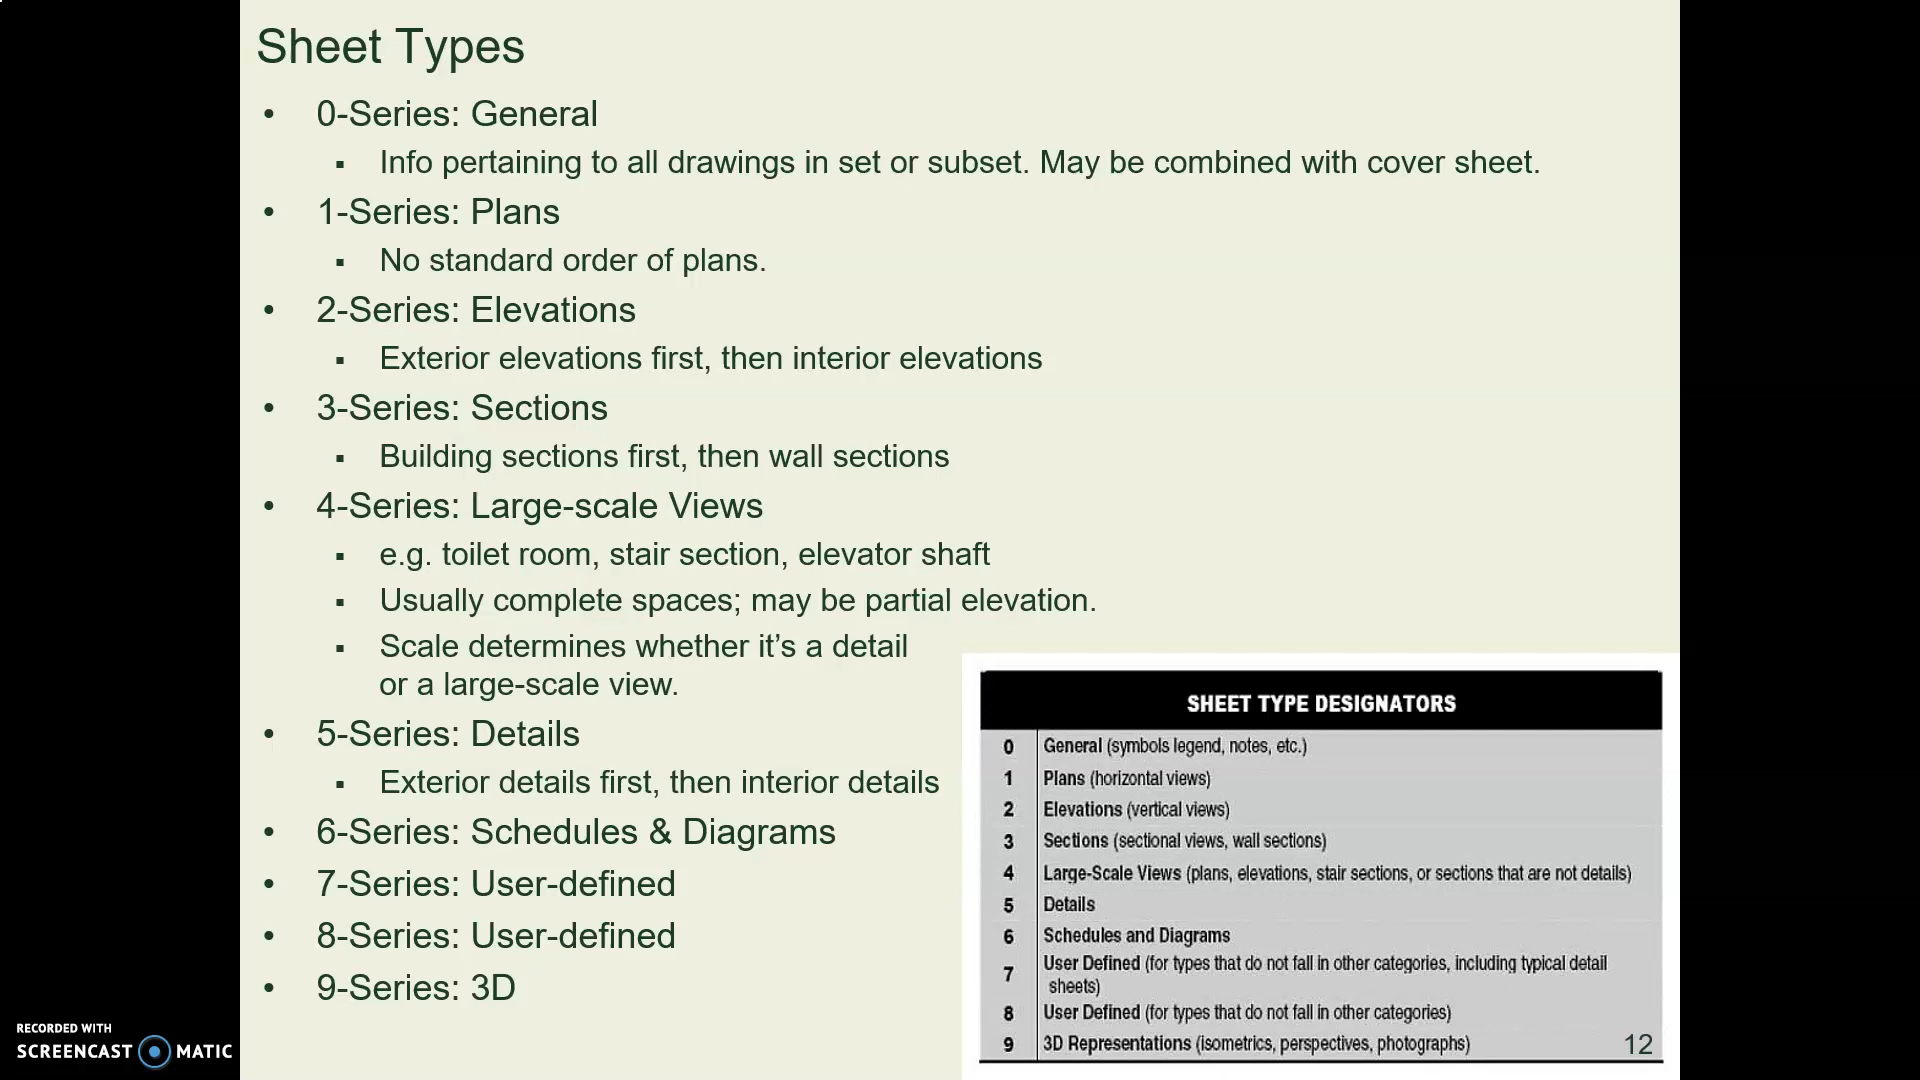 Sheet Types
• 0-Series: General
▪ Info pertaining to all drawings in set or subset. May be combined with cover sheet.
• 1-Series: Plans
▪ No standard order of plans.
• 2-Series: Elevations
▪ Exterior elevations first, then interior elevations
• 3-Series: Sections
▪ Building sections first, then wall sections
• 4-Series: Large-scale Views
▪ e.g. toilet room, stair section, elevator shaft
▪ Usually complete spaces; may be partial elevation.
▪ Scale determines whether it’s a detail
or a large-scale view.
• 5-Series: Details
▪ Exterior details first, then interior details
• 6-Series: Schedules & Diagrams
• 7-Series: User-defined
• 8-Series: User-defined
• 9-Series: 3D
SHEET TYPE DESIGNATORS
0 General (symbols legend, notes, etc.)
1 Plans (horizontal views)
2 Elevations (vertical views)
3 Sections (sectional views, wall sections)
4 Large-Scale Views (plans, elevations, stair sections, or sections that are not details)
5 Details
6 Schedules and Diagrams
7 User Defined (for types that do not fall in other categories, including typical detail
sheets)
8 User Defined (for types that do not fall in other categories)
9 3D Representations (isometrics, perspectives, photographs)
12
RECORDED WITH
SCREENCAST MATIC